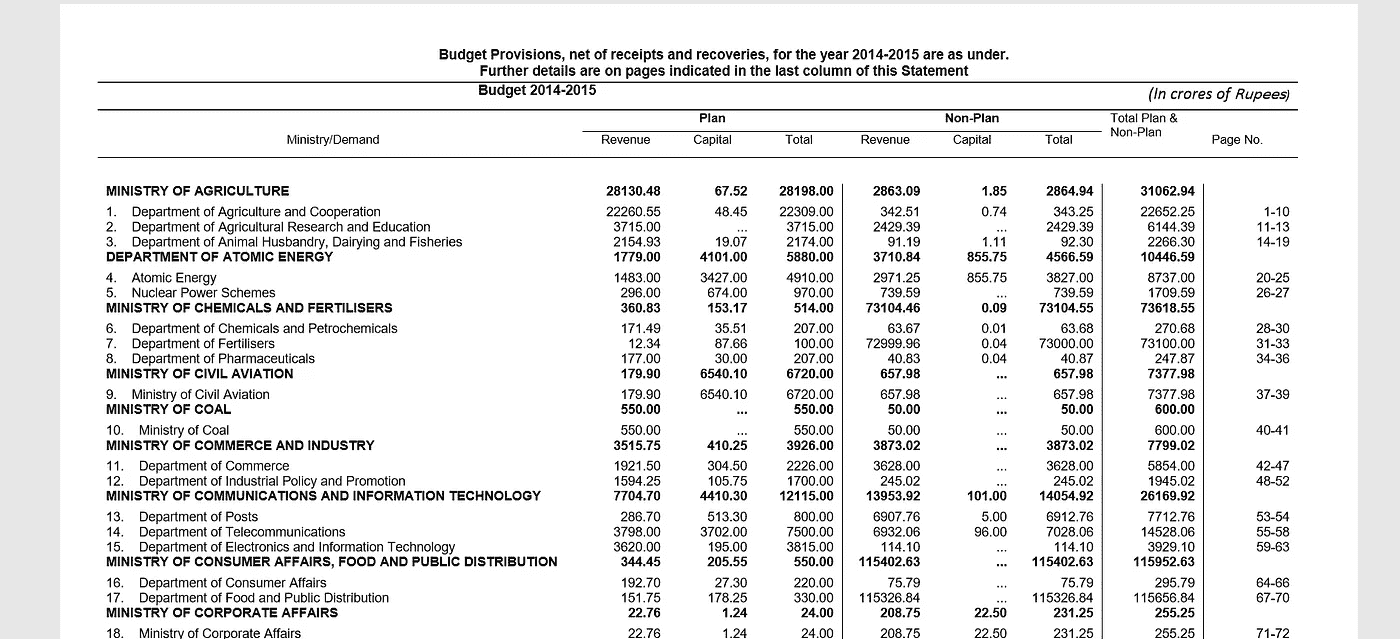 Budget Provisions, net of receipts and recoveries, for the year 2014-2015 are as under.
Further details are on pages indicated in the last column of this Statement
Budget 2014-2015
(In crores of Rupees)
Plan Non-Plan Total Plan &
Non-Plan
Ministry/Demand Revenue Capital Total Revenue Capital Total Page No.
MINISTRY OF AGRICULTURE 28130.48 67.52 28198.00 2863.09 1.85 2864.94 31062.94
1. Department of Agriculture and Cooperation 22260.55 48.45 22309.00 342.51 0.74 343.25 22652.25 1-10
2. Department of Agricultural Research and Education 3715.00 ... 3715.00 2429.39 ... 2429.39 6144.39 11-13
3. Department of Animal Husbandry, Dairying and Fisheries 2154.93 19.07 2174.00 91.19 1.11 92.30 2266.30 14-19
DEPARTMENT OF ATOMIC ENERGY 1779.00 4101.00 5880.00 3710.84 855.75 4566.59 10446.59
4. Atomic Energy 1483.00 3427.00 4910.00 2971.25 855.75 3827.00 8737.00 20-25
5. Nuclear Power Schemes 296.00 674.00 970.00 739.59 ... 739.59 1709.59 26-27
MINISTRY OF CHEMICALS AND FERTILISERS 360.83 153.17 514.00 73104.46 0.09 73104.55 73618.55
6. Department of Chemicals and Petrochemicals 171.49 35.51 207.00 63.67 0.01 63.68 270.68 28-30
7. Department of Fertilisers 12.34 87.66 100.00 72999.96 0.04 73000.00 73100.00 31-33
8. Department of Pharmaceuticals 177.00 30.00 207.00 40.83 0.04 40.87 247.87 34-36
MINISTRY OF CIVIL AVIATION 179.90 6540.10 6720.00 657.98 ... 657.98 7377.98
9. Ministry of Civil Aviation 179.90 6540.10 6720.00 657.98 ... 657.98 7377.98 37-39
MINISTRY OF COAL 550.00 ... 550.00 50.00 ... 50.00 600.00
10. Ministry of Coal 550.00 ... 550.00 50.00 ... 50.00 600.00 40-41
MINISTRY OF COMMERCE AND INDUSTRY 3515.75 410.25 3926.00 3873.02 ... 3873.02 7799.02
11. Department of Commerce 1921.50 304.50 2226.00 3628.00 ... 3628.00 5854.00 42-47
12. Department of Industrial Policy and Promotion 1594.25 105.75 1700.00 245.02 ... 245.02 1945.02 48-52
MINISTRY OF COMMUNICATIONS AND INFORMATION TECHNOLOGY 7704.70 4410.30 12115.00 13953.92 101.00 14054.92 26169.92
13. Department of Posts 286.70 513.30 800.00 6907.76 5.00 6912.76 7712.76 53-54
14. Department of Telecommunications 3798.00 3702.00 7500.00 6932.06 96.00 7028.06 14528.06 55-58
15. Department of Electronics and Information Technology 3620.00 195.00 3815.00 114.10 ... 114.10 3929.10 59-63
MINISTRY OF CONSUMER AFFAIRS, FOOD AND PUBLIC DISTRIBUTION 344.45 205.55 550.00 115402.63 ... 115402.63 115952.63
16. Department of Consumer Affairs 192.70 27.30 220.00 75.79 ... 75.79 295.79 64-66
17. Department of Food and Public Distribution 151.75 178.25 330.00 115326.84 ... 115326.84 115656.84 67-70
MINISTRY OF CORPORATE AFFAIRS 22.76 1.24 24.00 208.75 22.50 231.25 255.25
18. Ministry of Corporate Affairs 22.76 1.24 24.00 208.75 22.50 231.25 255.25 71-72